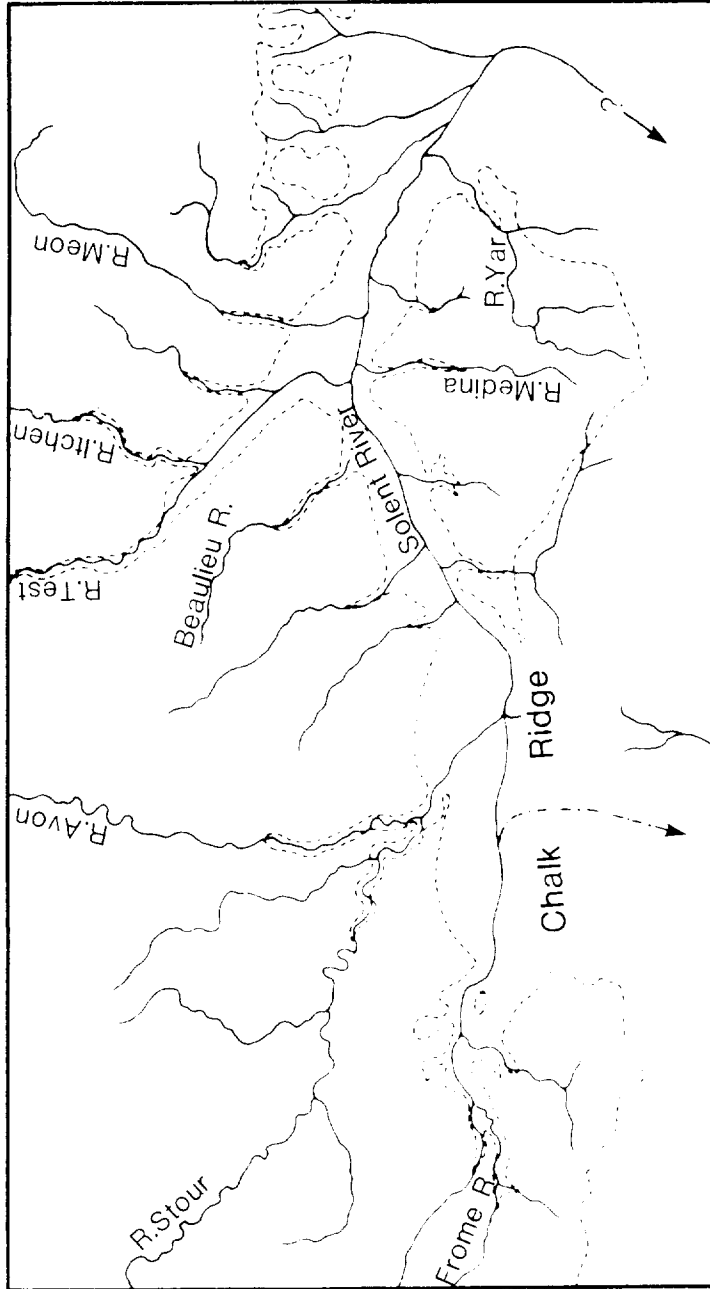 R.Meon
R.Itchen
R.Test
Beaulieu R.
R.Avon
R.Stour
Solent River
R.Yar
R.Medina
Chalk
Ridge
Frome R.
?